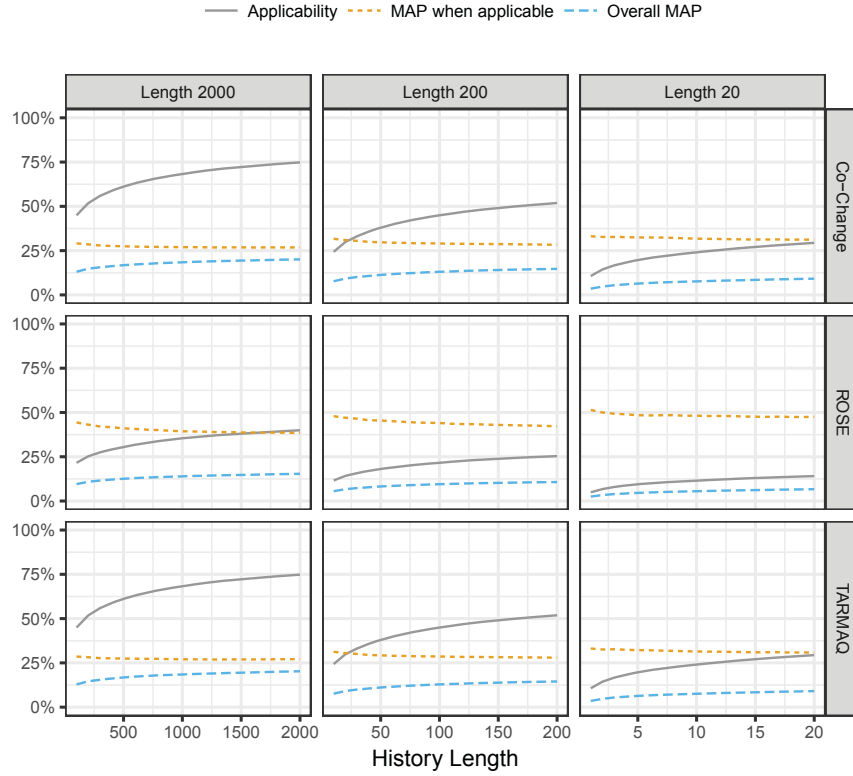 Applicability MAP when applicable Overall MAP
Length 2000 Length 200 Length 20
100%
75%
50%
25%
0%
Co−Change
100%
75%
50%
25%
0%
ROSE
100%
75%
50%
25%
0%
TARMAQ
500 1000 1500 2000 50 100 150 200 5 10 15 20
History Length